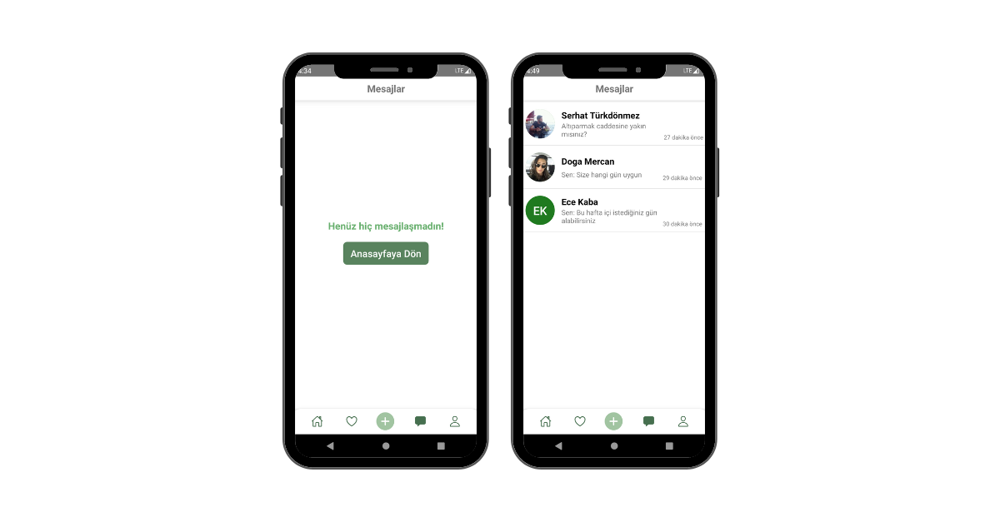 4:34
LTE
Mesajlar
Henüz hiç mesajlaşmadın!
Anasayfaya Dön
4:49
LTE
Mesajlar
Serhat Türkdönmez
Altıparmak caddesine yakın
mısınız?
27 dakika önce
Doga Mercan
Sen: Size hangi gün uygun
29 dakika önce
EK
Ece Kaba
Sen: Bu hafta içi istediğiniz gün
alabilirsiniz
30 dakika önce